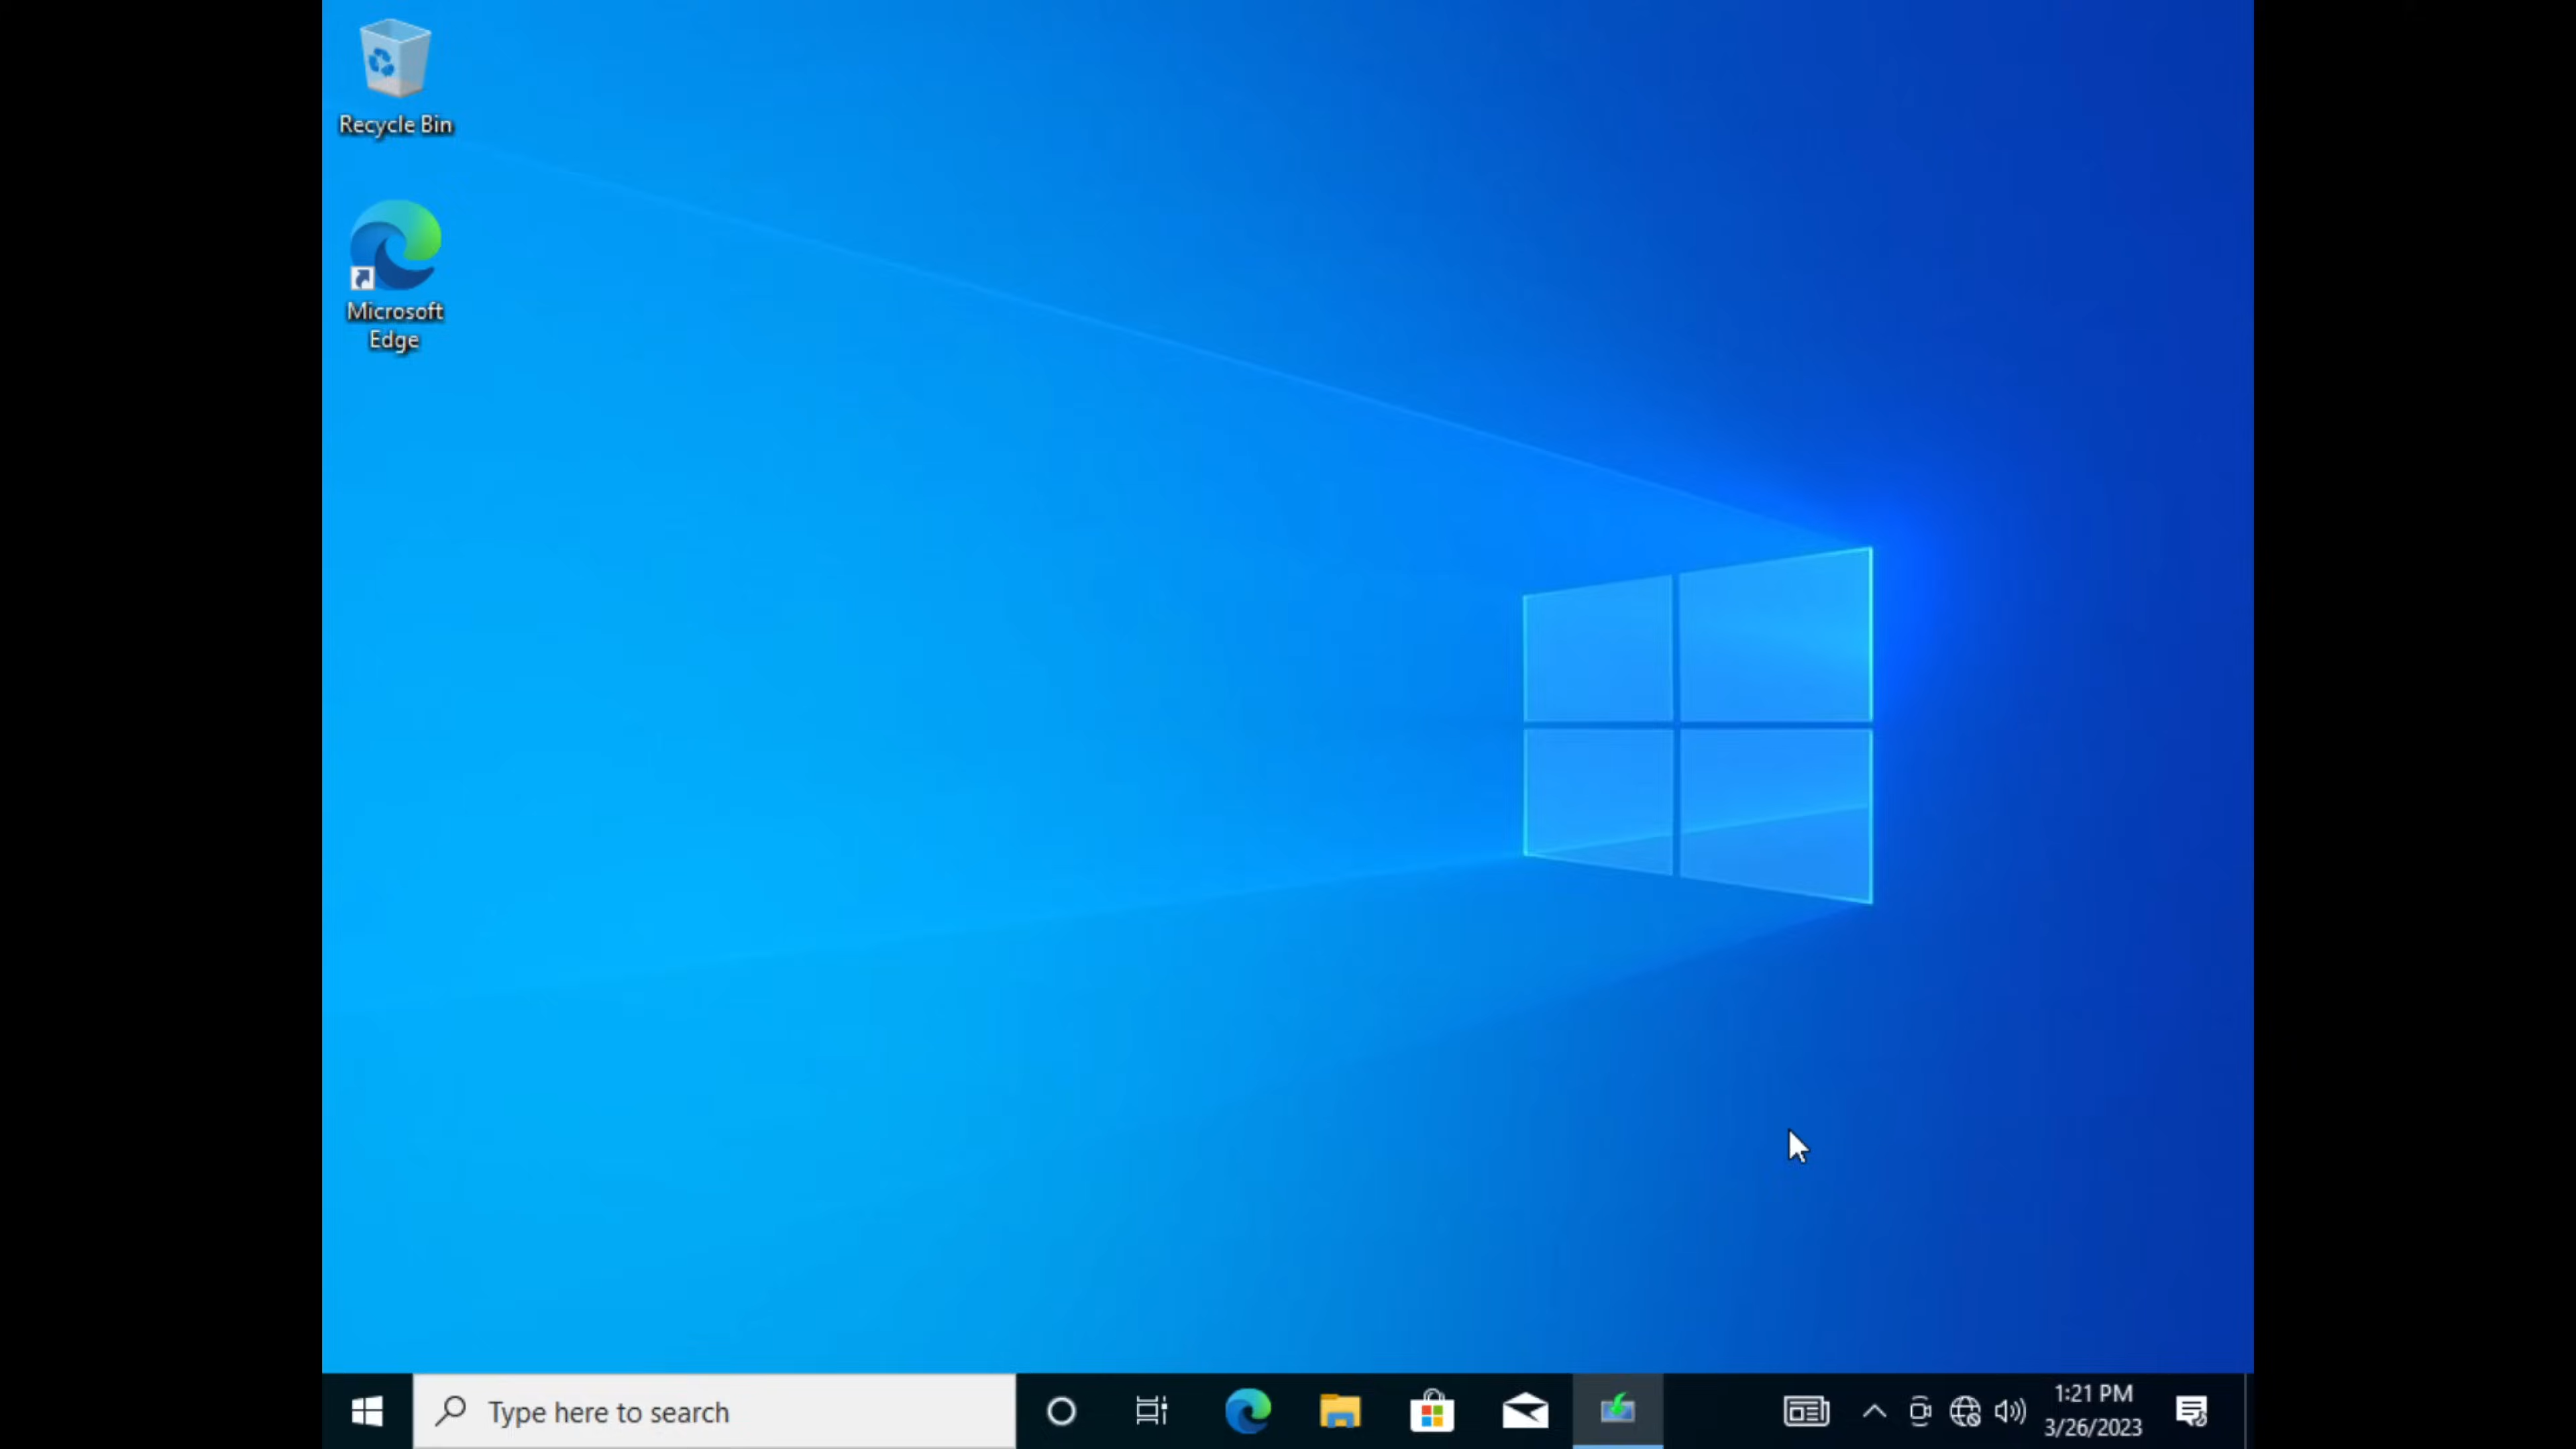 Recycle Bin
Microsoft
Edge
Type here to search
1:21 PM
3/26/2023